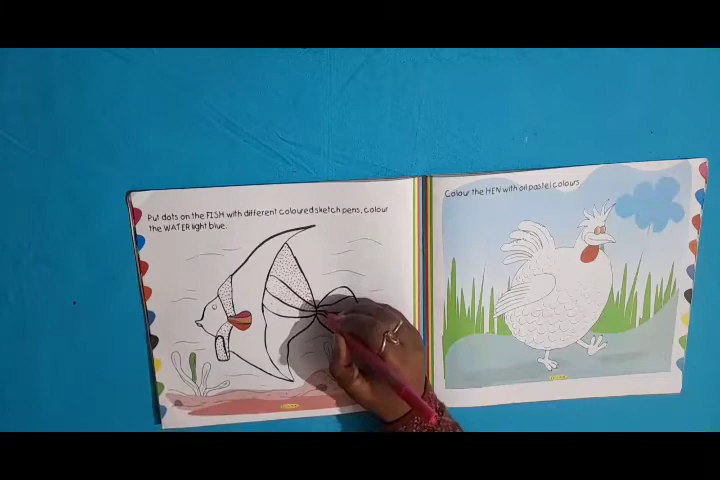 Put dots on the FISH with different coloured sketch pens, colour
the WATER light blue.
Colour the HEN with oil pastel colours.